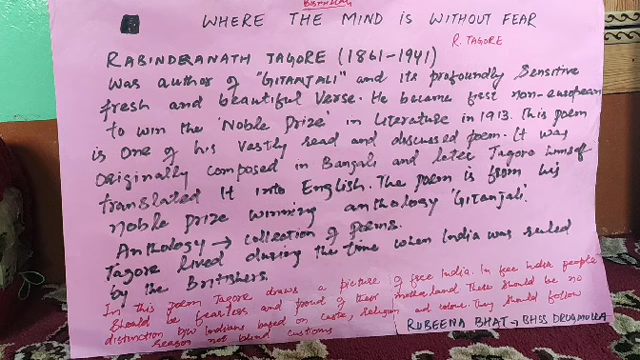 WHERE THE MIND IS WITHOUT FEAR
R. TAGORE
RABINDERANATH TAGORE (1861-1941)
was author of "GITANJALI" and its profoundly sensitive
fresh and beautiful Verse. He became first non-european
to win the 'Noble Prize' in literature in 1913. This poem
is One of his Vestly read and discussed poem. It was
Originally composed in Bangali and later Tagore himself
translated it into English. The poem is from his
noble prize winning anthology 'Gitanjali'.
Anthology → collection of poems.
Tagore lived during the time when India was ruled
by the Britishers.
In this poem Tagore draws a picture of free India. In free India people
should be fearless and proud of their motherland. There should be no
distinction b/w Indians based on caste, religion and colour. They should follow
reason not blind customs
RUBEENA BHAT → BHSS DRUGMULLA